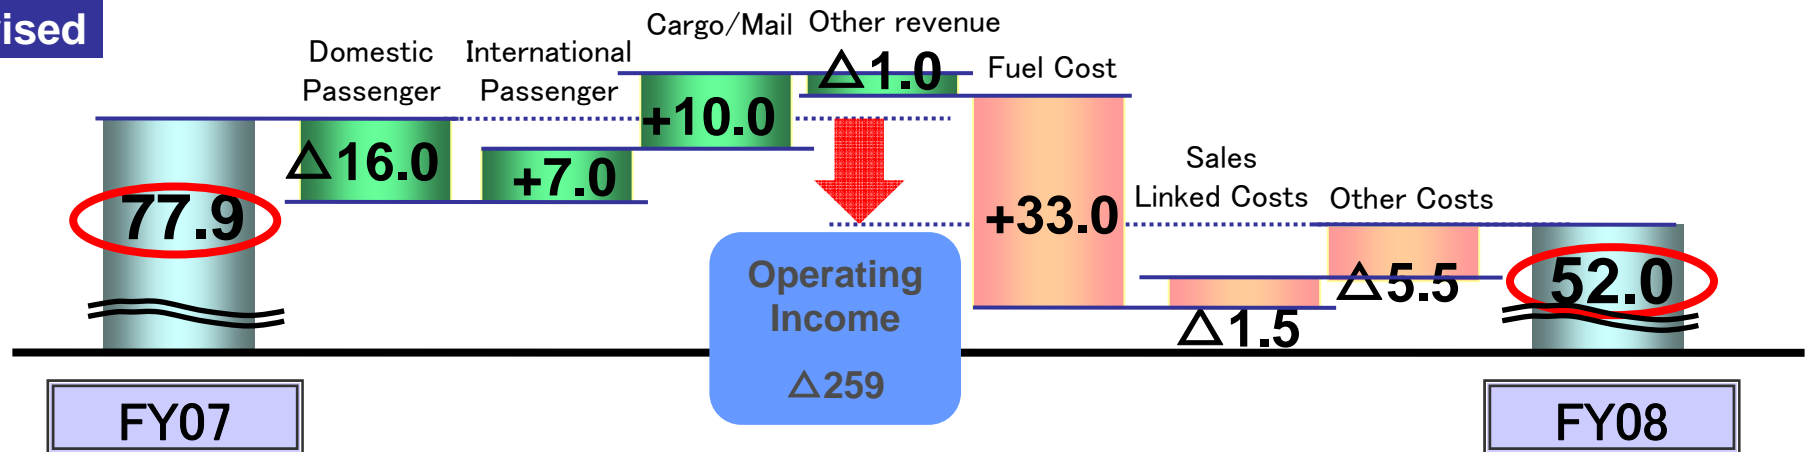 ised
Domestic
Passenger
International
Passenger
Cargo/Mail
Other revenue
Fuel Cost
Sales
Linked Costs
Other Costs
77.9
△16.0
+7.0
+10.0
△1.0
+33.0
△1.5
△5.5
52.0
Operating
Income
△259
FY07
FY08